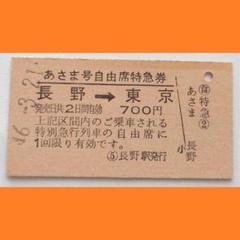 あさま号自由席特急券
長野→東京
発売日共2日間有効 700円
上記区間内のご乗車される
特別急行列車の自由席に
1回限り有効です。
⑤長野駅発行
46-3.21
あさま
特急
②
小
長野